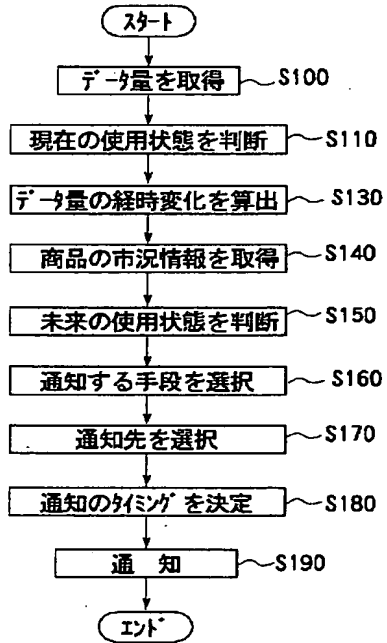 スタート
データ量を取得 S100
現在の使用状態を判断 S110
データ量の経時変化を算出 S130
商品の市況情報を取得 S140
未来の使用状態を判断 S150
通知する手段を選択 S160
通知先を選択 S170
通知のタイミングを決定 S180
通 知 S190
エンド